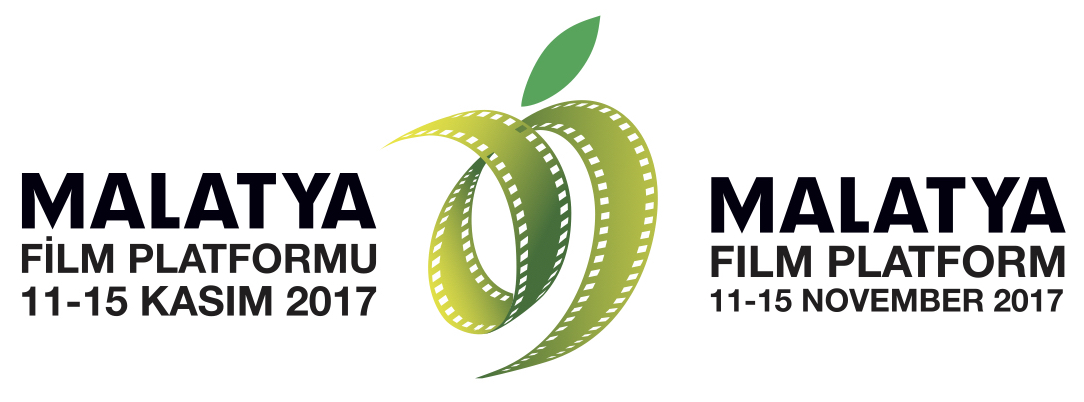 MALATYA
FİLM PLATFORMU
11-15 KASIM 2017
MALATYA
FILM PLATFORM
11-15 NOVEMBER 2017